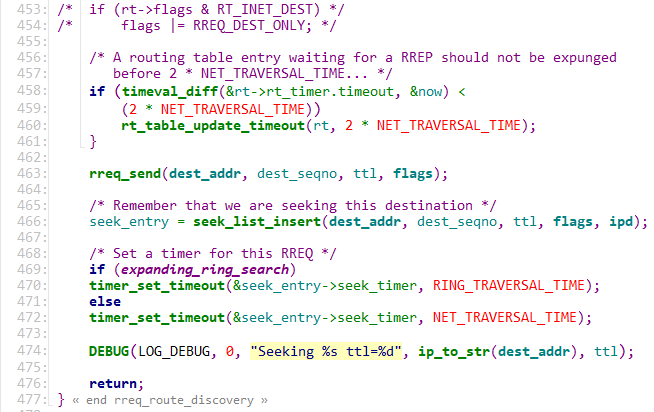 453: /*  if (rt->flags & RT_INET_DEST) */
454: /*      flags |= RREQ_DEST_ONLY; */
455:
456: /* A routing table entry waiting for a RREP should not be expunged
457: before 2 * NET_TRAVERSAL_TIME... */
458: if (timeval_diff(&rt->rt_timer.timeout, &now) <
459: (2 * NET_TRAVERSAL_TIME))
460: rt_table_update_timeout(rt, 2 * NET_TRAVERSAL_TIME);
461: }
462:
463: rreq_send(dest_addr, dest_seqno, ttl, flags);
464:
465: /* Remember that we are seeking this destination */
466: seek_entry = seek_list_insert(dest_addr, dest_seqno, ttl, flags, ipd);
467:
468: /* Set a timer for this RREQ */
469: if (expanding_ring_search)
470: timer_set_timeout(&seek_entry->seek_timer, RING_TRAVERSAL_TIME);
471: else
472: timer_set_timeout(&seek_entry->seek_timer, NET_TRAVERSAL_TIME);
473:
474: DEBUG(LOG_DEBUG, 0, "Seeking %s ttl=%d", ip_to_str(dest_addr), ttl);
475:
476: return;
477: } « end rreq_route_discovery »